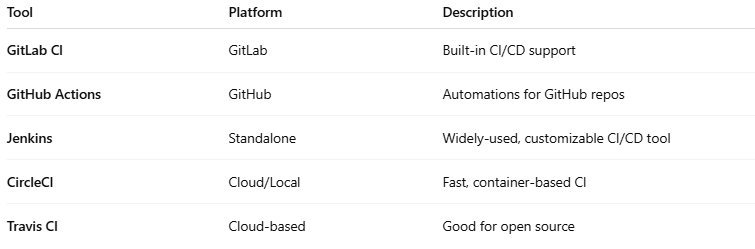 Tool Platform Description
GitLab CI GitLab Built-in CI/CD support
GitHub Actions GitHub Automations for GitHub repos
Jenkins Standalone Widely-used, customizable CI/CD tool
CircleCI Cloud/Local Fast, container-based CI
Travis CI Cloud-based Good for open source